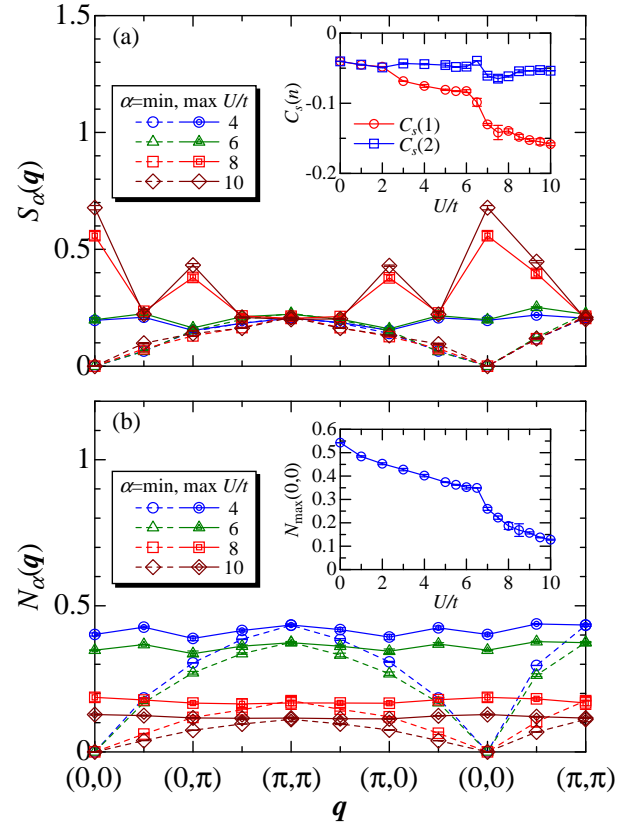 (a)
1.5
1
0.5
0
S_α(q)
α=min, max U/t
4
6
8
10
0
-0.1
-0.2
C_s(n)
C_s(1)
C_s(2)
0 2 4 6 8 10
U/t
(b)
1
0.5
0
N_α(q)
α=min, max U/t
4
6
8
10
0.6
0.5
0.4
0.3
0.2
0.1
0
N_max(0,0)
0 2 4 6 8 10
U/t
(0,0) (0,π) (π,π) (π,0) (0,0) (π,π)
q